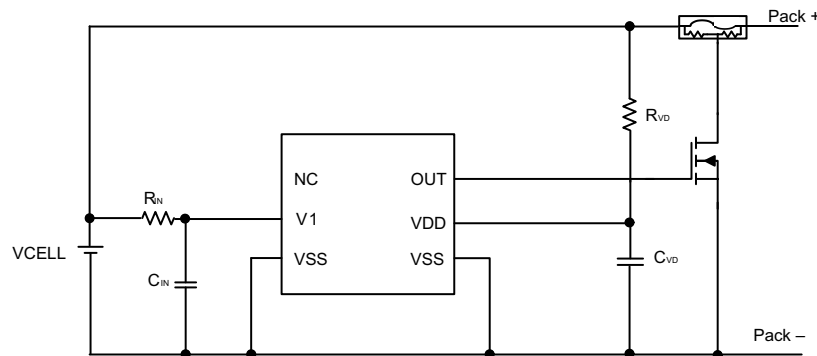 Pack +
RVD
NC
OUT
RIN
V1
VDD
VCELL
VSS
VSS
CIN
CVD
Pack –